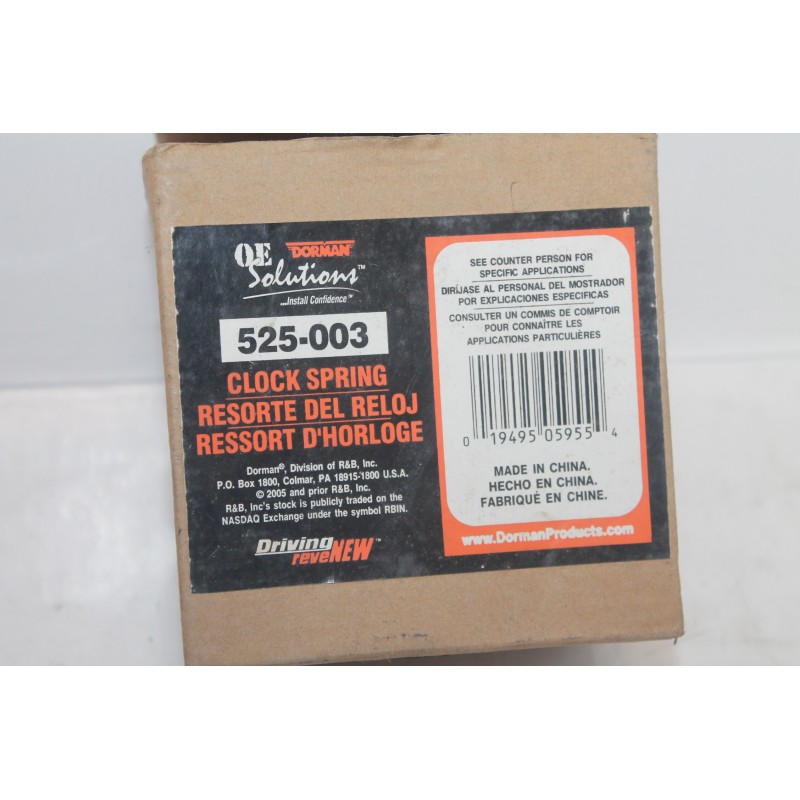 OE DORMAN
Solutions™
...Install Confidence™
525-003
CLOCK SPRING
RESORTE DEL RELOJ
RESSORT D'HORLOGE
Dorman®, Division of R&B, Inc.
P.O. Box 1800, Colmar, PA 18915-1800 U.S.A.
© 2005 and prior R&B, Inc.
R&B, Inc's stock is publicly traded on the
NASDAQ Exchange under the symbol RBIN.
Driving
reveNEW™
SEE COUNTER PERSON FOR
SPECIFIC APPLICATIONS
DIRÍJASE AL PERSONAL DEL MOSTRADOR
POR EXPLICACIONES ESPECIFICAS
CONSULTER UN COMMIS DE COMPTOIR
POUR CONNAÎTRE LES
APPLICATIONS PARTICULIÈRES
0 19495 05955 4
MADE IN CHINA.
HECHO EN CHINA.
FABRIQUÉ EN CHINE.
www.DormanProducts.com